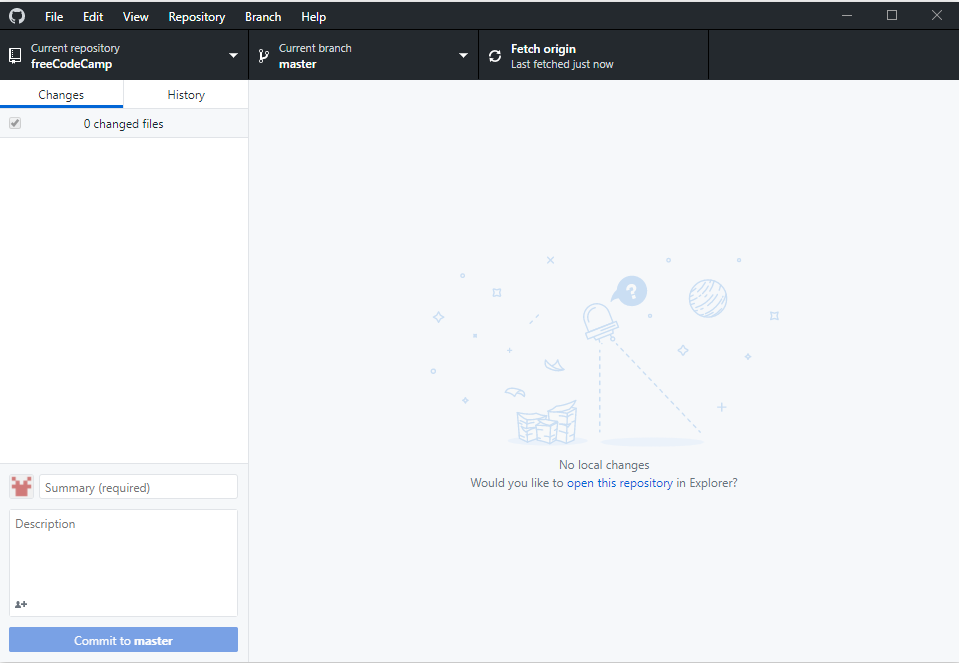 File Edit View Repository Branch Help
Current repository
freeCodeCamp
Current branch
master
Fetch origin
Last fetched just now
Changes History
0 changed files
?
No local changes
Would you like to open this repository in Explorer?
Summary (required)
Description
Commit to master